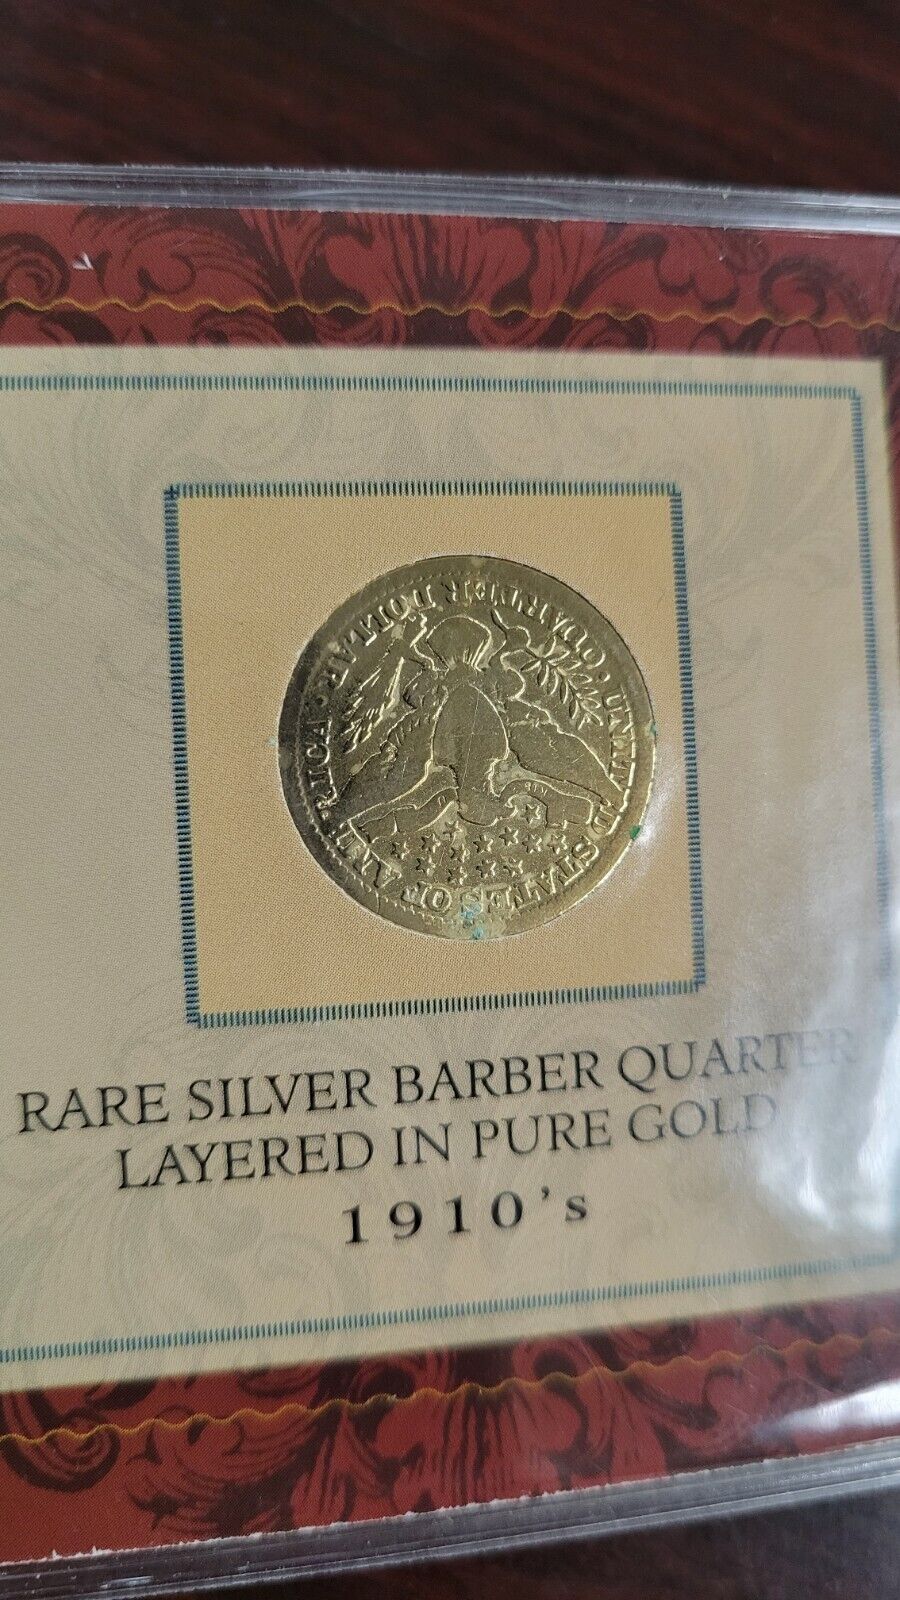 UNITED STATES OF AMERICA
QUARTER DOLLAR
RARE SILVER BARBER QUARTER
LAYERED IN PURE GOLD
1910's